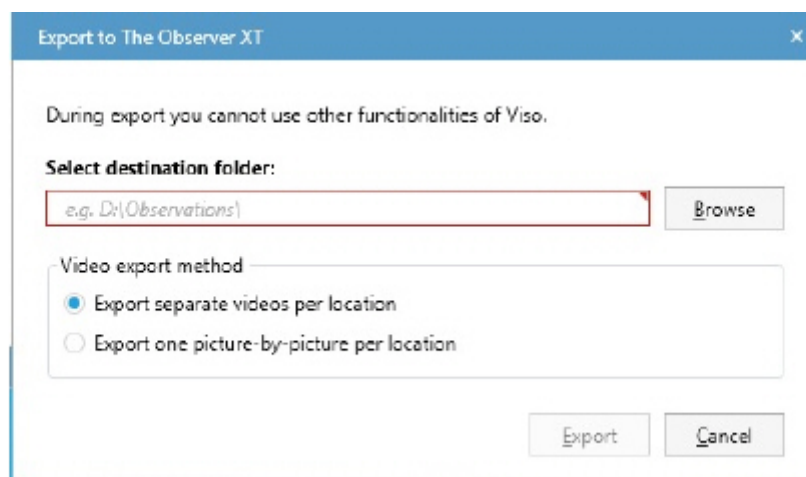 Export to The Observer XT
During export you cannot use other functionalities of Viso.
Select destination folder:
e.g. D:\Observations\
Browse
Video export method
Export separate videos per location
Export one picture-by-picture per location
Export
Cancel